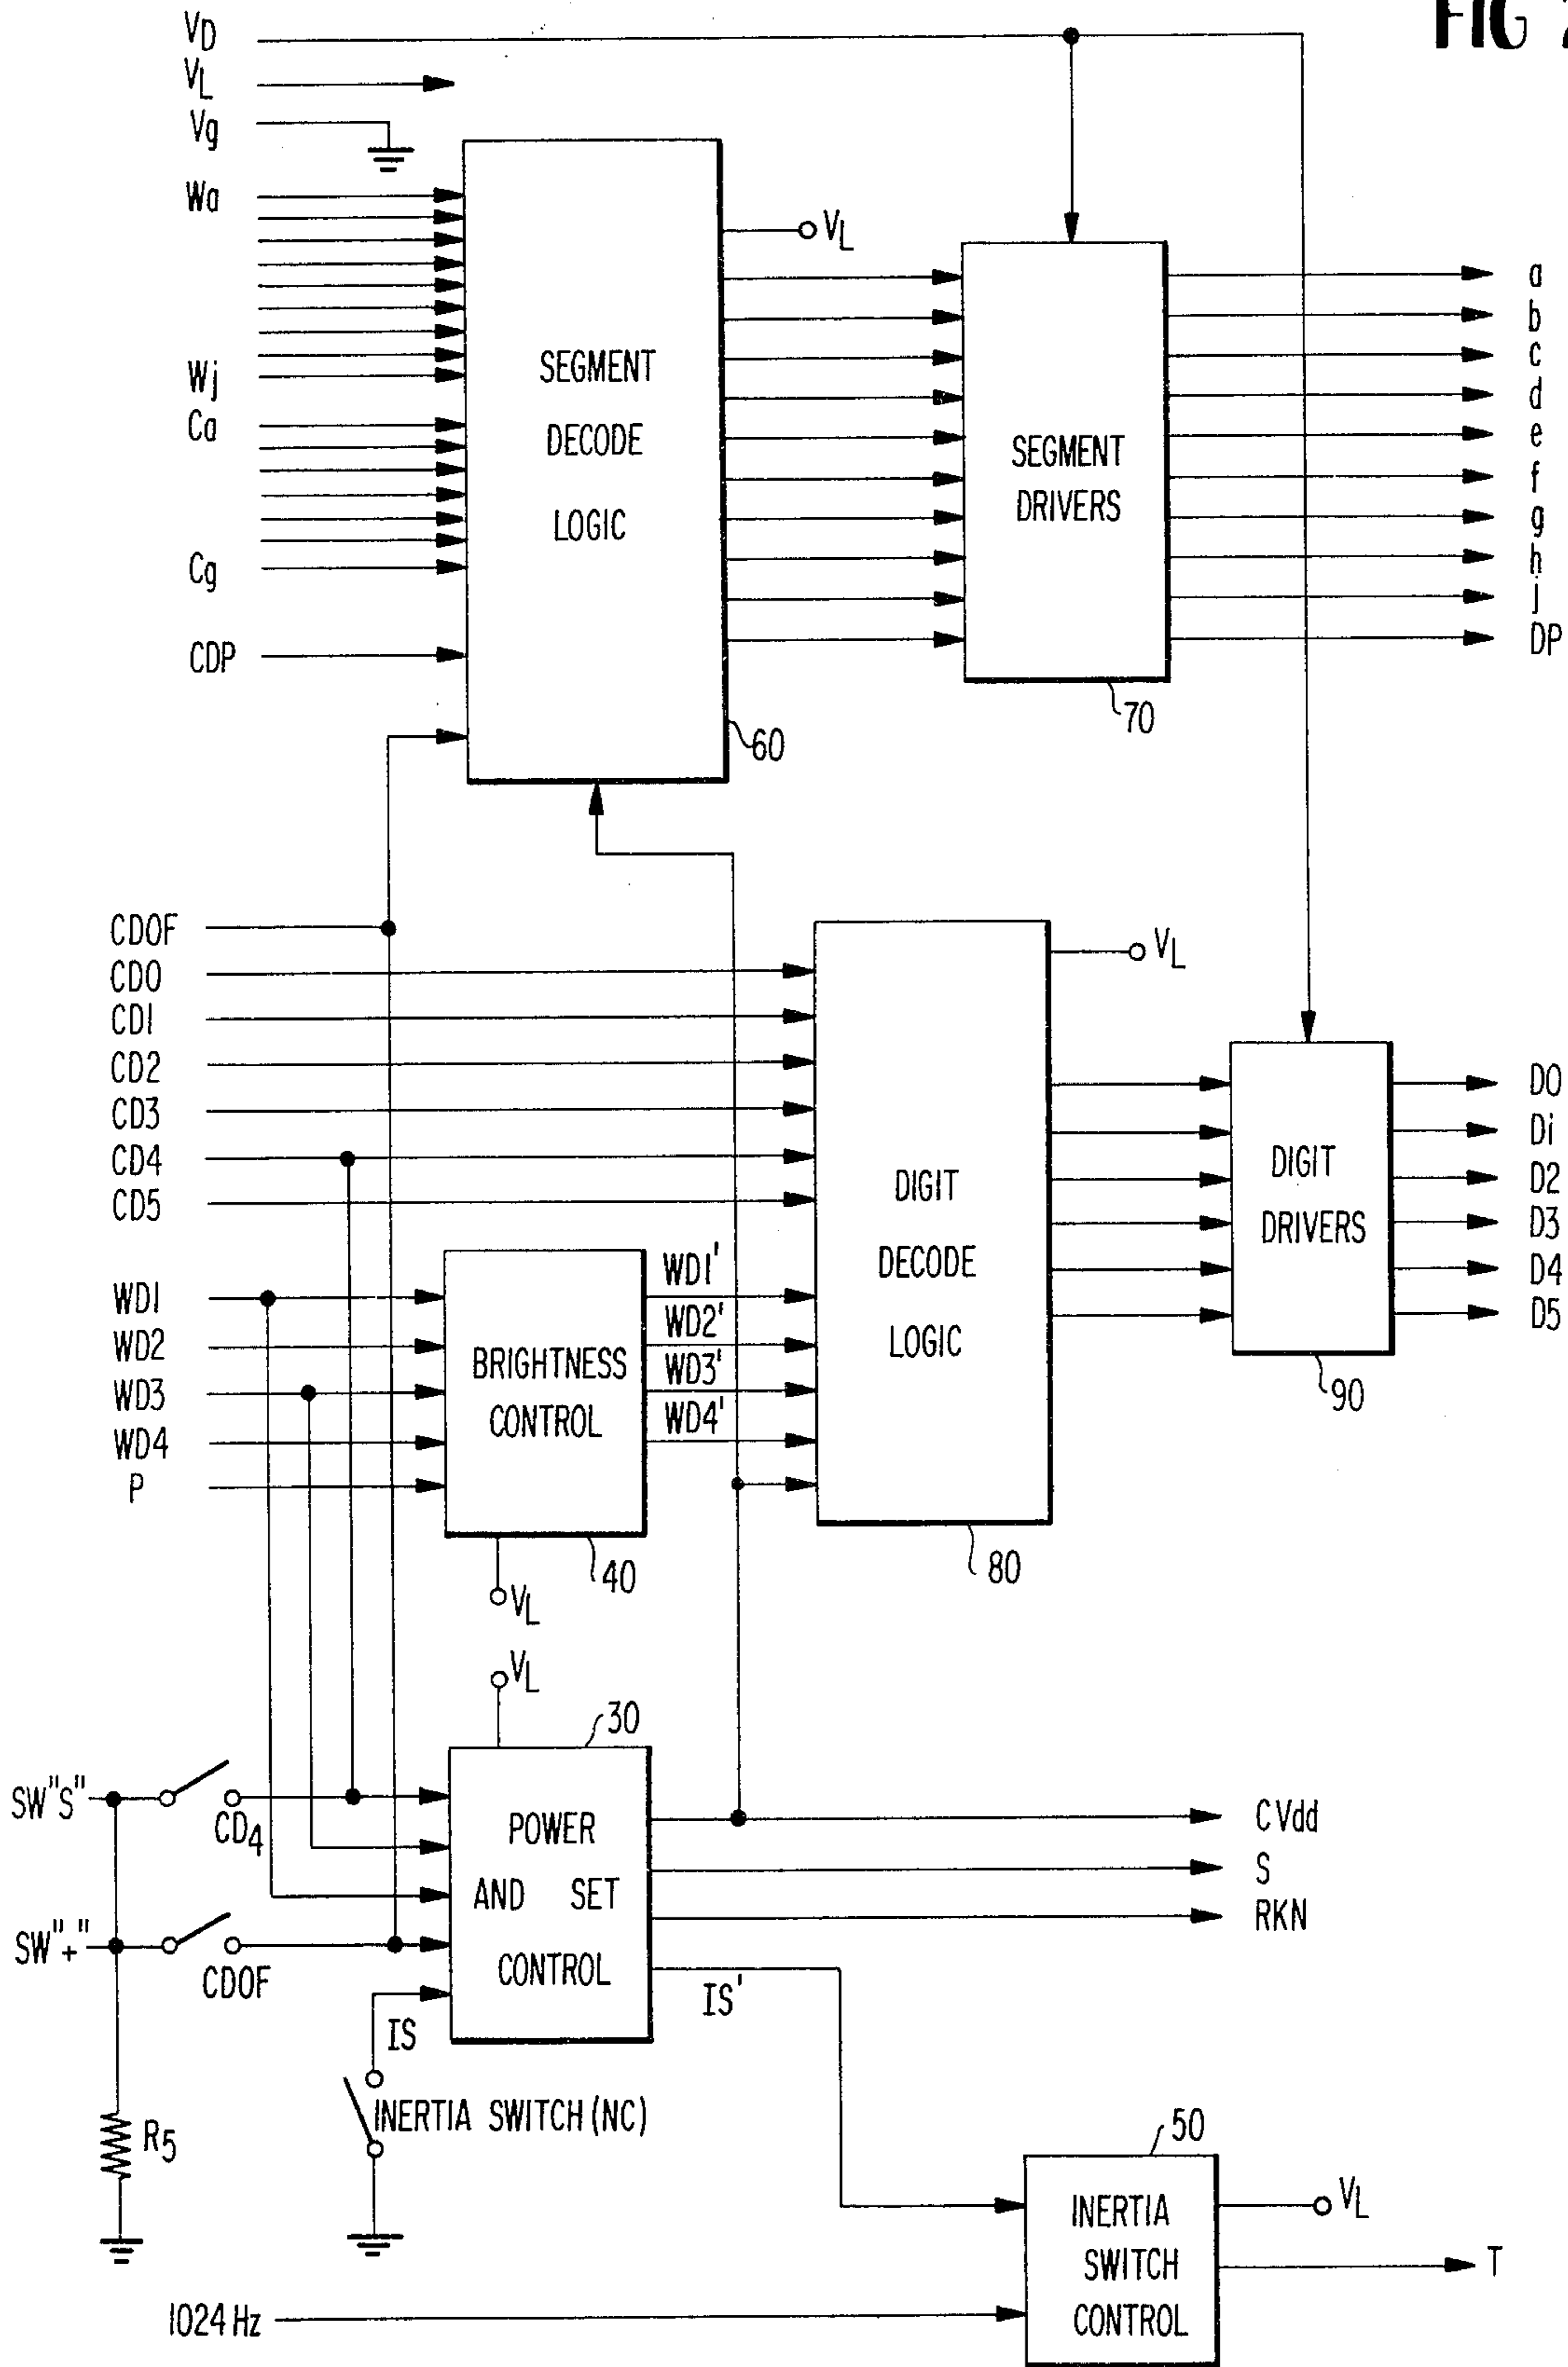 FIG 2
VD
VL
Vg
Wa
Wj
Ca
Cg
CDP
VL
SEGMENT
DECODE
LOGIC
60
SEGMENT
DRIVERS
70
a
b
c
d
e
f
g
h
j
DP
CDOF
CD0
CD1
CD2
CD3
CD4
CD5
WD1
WD2
WD3
WD4
P
BRIGHTNESS
CONTROL
40
VL
WD1'
WD2'
WD3'
WD4'
VL
DIGIT
DECODE
LOGIC
80
DIGIT
DRIVERS
90
D0
Di
D2
D3
D4
D5
VL
30
SW"S"
CD4
SW"+"
CDOF
POWER
AND SET
CONTROL
CVdd
S
RKN
IS'
IS
INERTIA SWITCH (NC)
R5
50
INERTIA
SWITCH
CONTROL
VL
T
1024 Hz